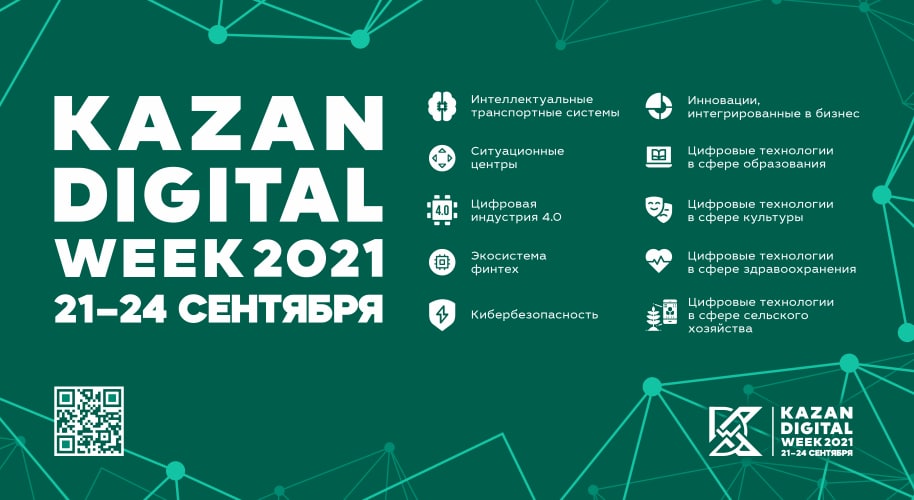 KAZAN
DIGITAL
WEEK 2021
21–24 СЕНТЯБРЯ
Интеллектуальные
транспортные системы
Ситуационные
центры
4.0
Цифровая
индустрия 4.0
Экосистема
финтех
Кибербезопасность
Инновации,
интегрированные в бизнес
Цифровые технологии
в сфере образования
Цифровые технологии
в сфере культуры
Цифровые технологии
в сфере здравоохранения
Цифровые технологии
в сфере сельского
хозяйства
KAZAN
DIGITAL
WEEK 2021
21–24 СЕНТЯБРЯ